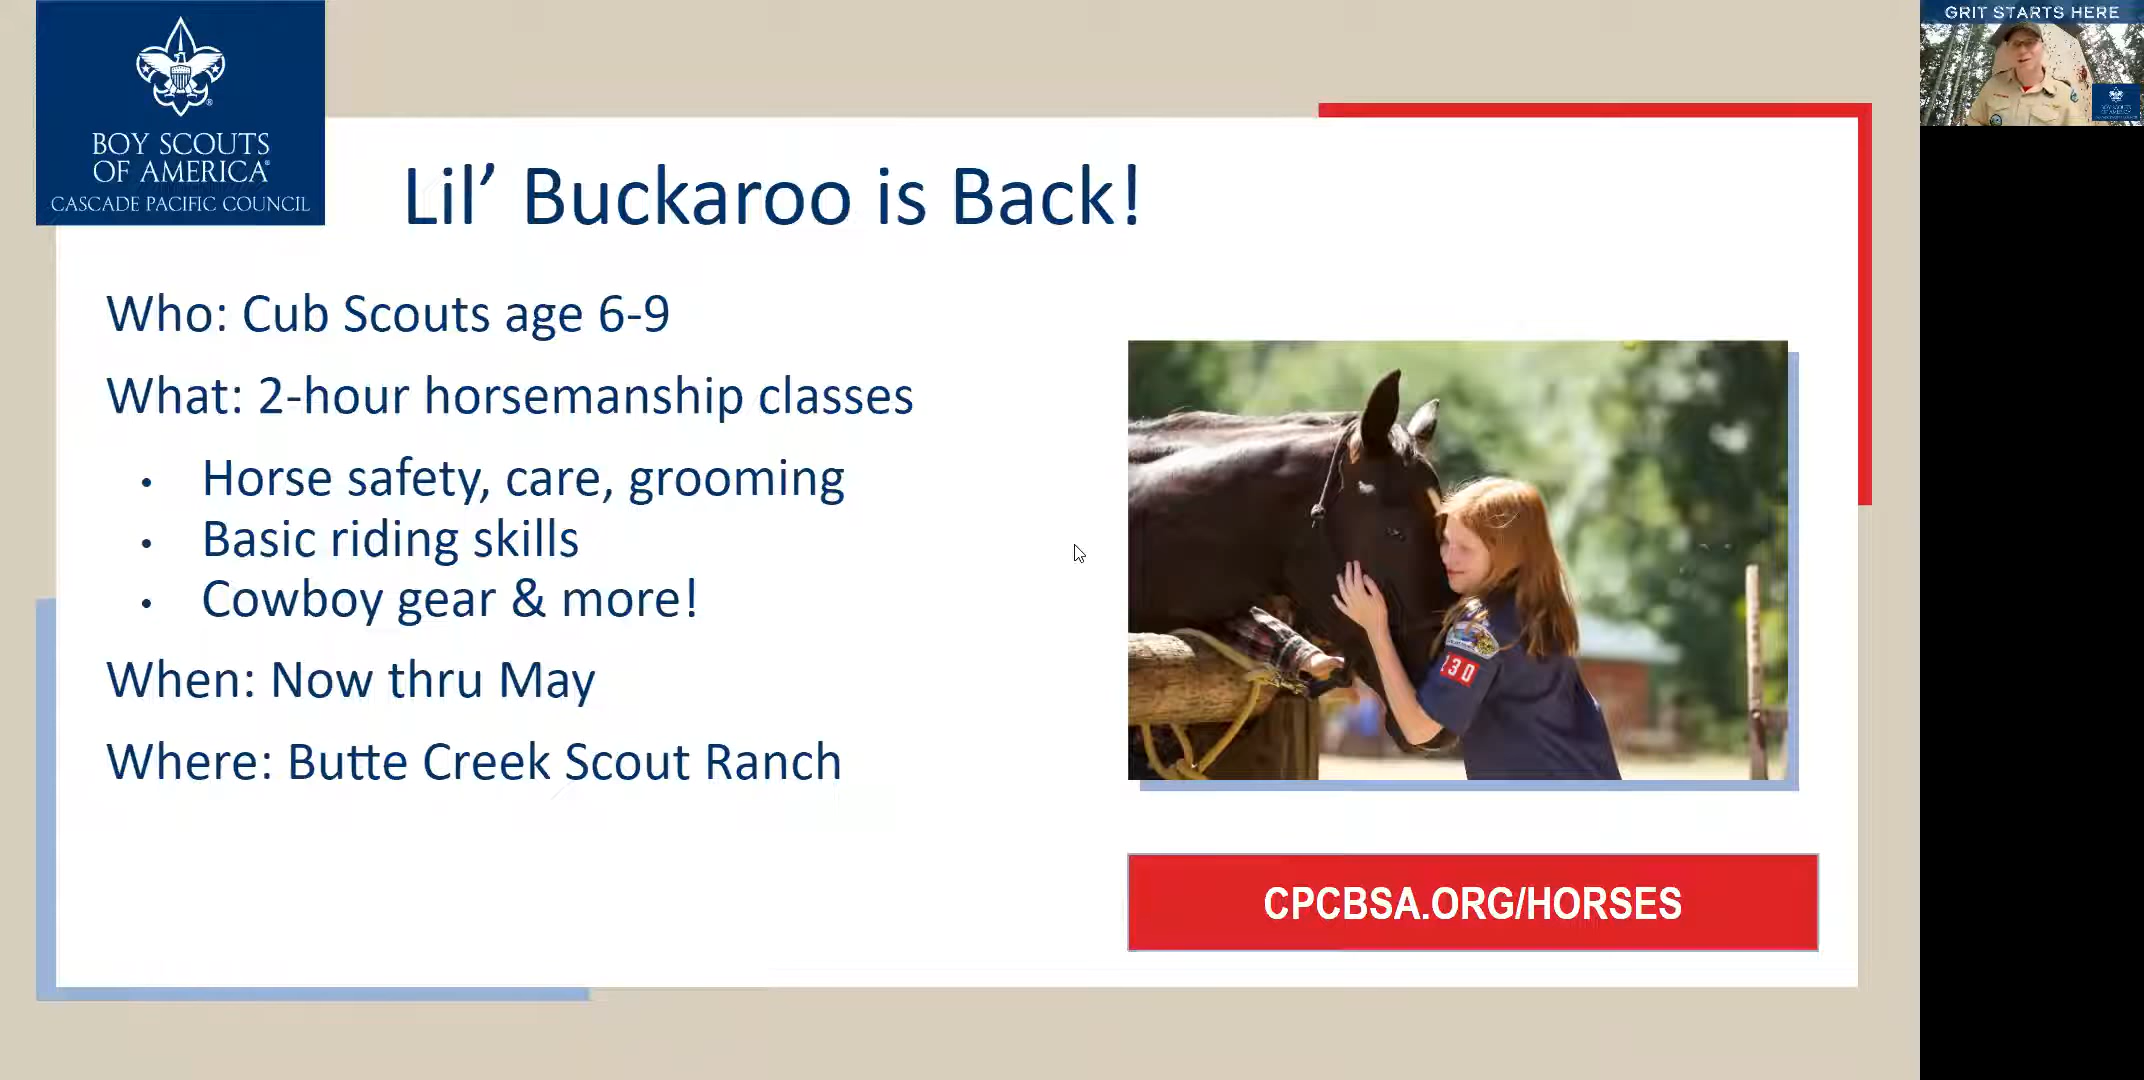 BOY SCOUTS
OF AMERICA®
CASCADE PACIFIC COUNCIL
Lil’ Buckaroo is Back!
Who: Cub Scouts age 6-9
What: 2-hour horsemanship classes
• Horse safety, care, grooming
• Basic riding skills
• Cowboy gear & more!
When: Now thru May
Where: Butte Creek Scout Ranch
230
CPCBSA.ORG/HORSES
GRIT STARTS HERE